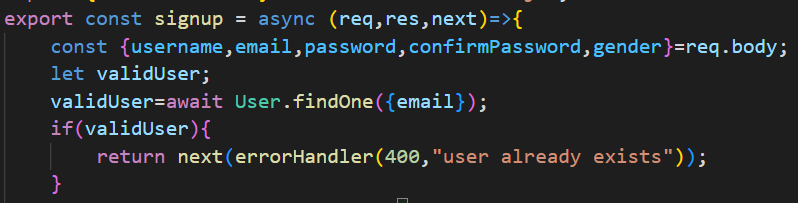 export const signup = async (req,res,next)=>{
const {username,email,password,confirmPassword,gender}=req.body;
let validUser;
validUser=await User.findOne({email});
if(validUser){
return next(errorHandler(400,"user already exists"));
}